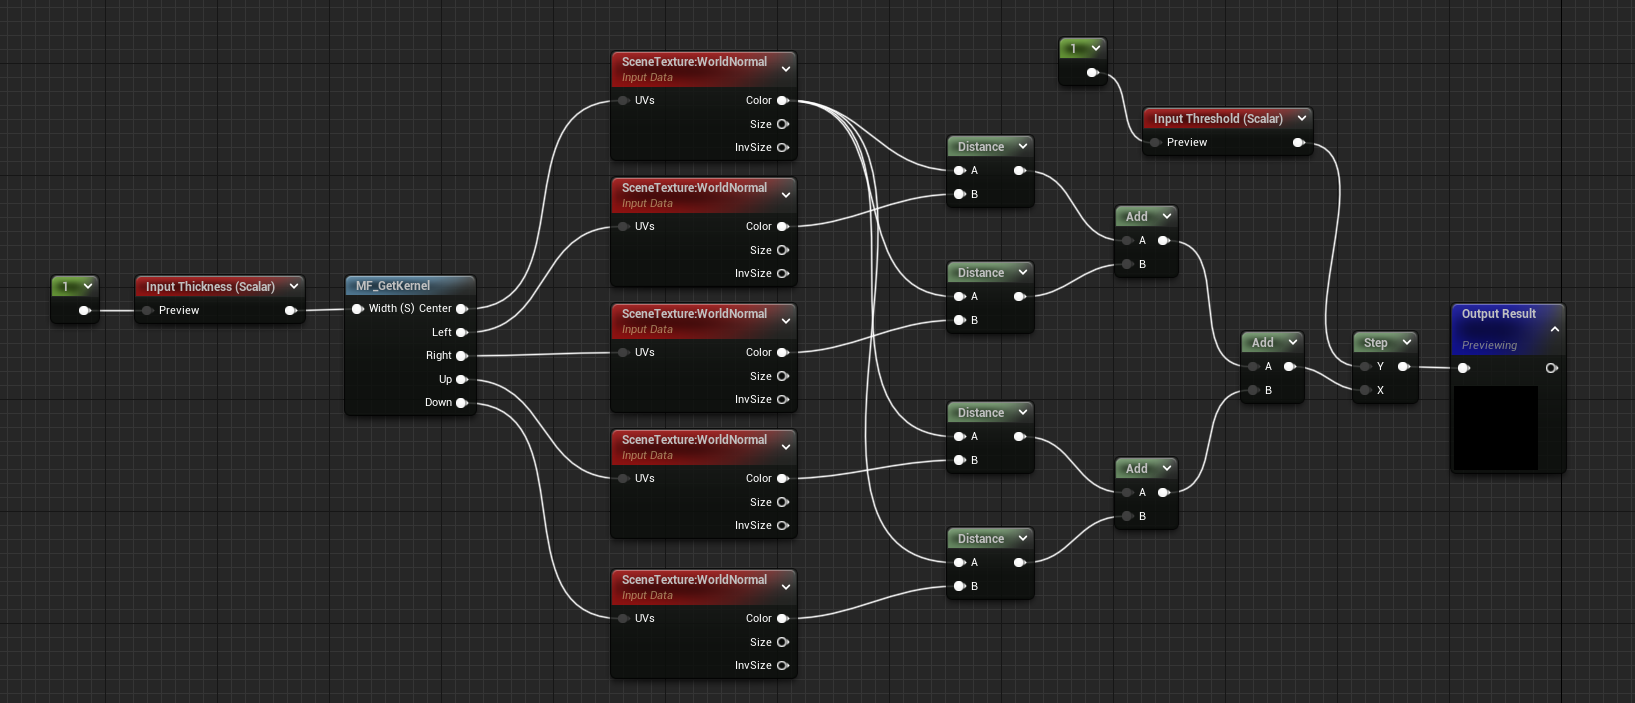 1
Input Thickness (Scalar)
Preview
MF_GetKernel
Width (S) Center
Left
Right
Up
Down
SceneTexture:WorldNormal
Input Data
UVs Color
Size
InvSize
SceneTexture:WorldNormal
Input Data
UVs Color
Size
InvSize
SceneTexture:WorldNormal
Input Data
UVs Color
Size
InvSize
SceneTexture:WorldNormal
Input Data
UVs Color
Size
InvSize
SceneTexture:WorldNormal
Input Data
UVs Color
Size
InvSize
Distance
A
B
Distance
A
B
Distance
A
B
Distance
A
B
1
Input Threshold (Scalar)
Preview
Add
A
B
Add
A
B
Add
A
B
Step
Y
X
Output Result
Previewing